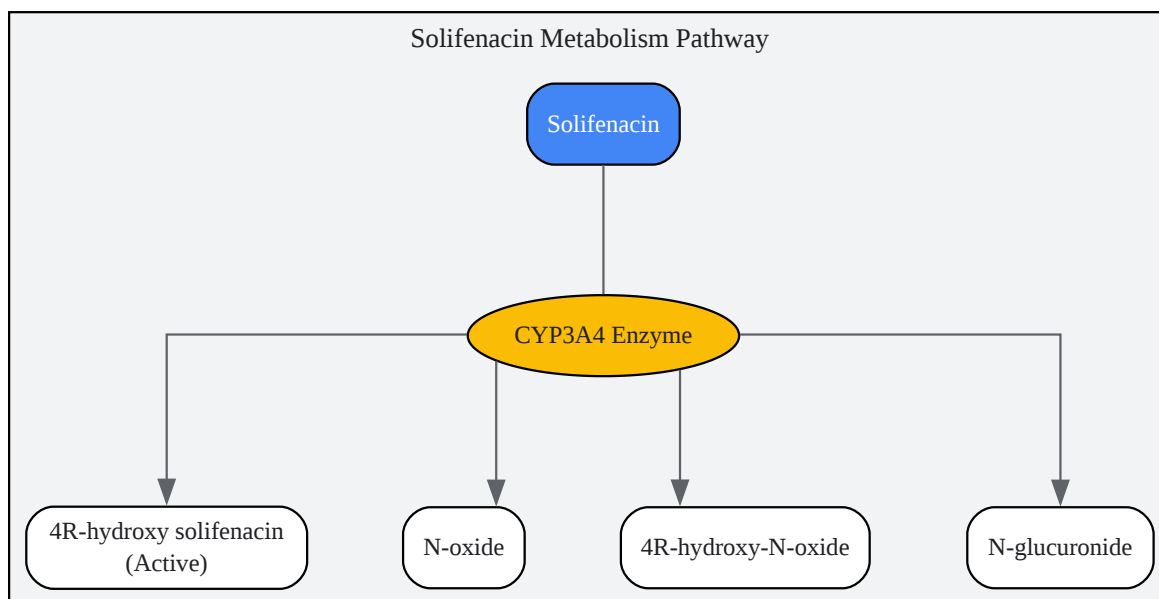 Solifenacin Metabolism Pathway
Solifenacin
CYP3A4 Enzyme
4R-hydroxy solifenacin
(Active)
N-oxide
4R-hydroxy-N-oxide
N-glucuronide